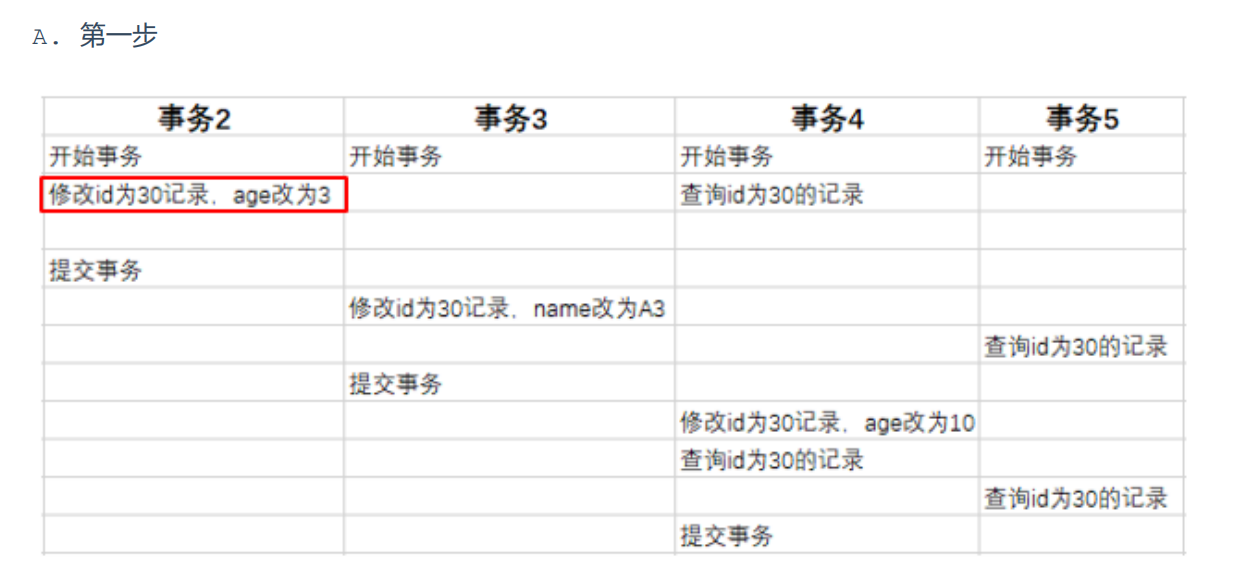 A. 第一步
事务2 事务3 事务4 事务5
开始事务 开始事务 开始事务 开始事务
修改id为30记录，age改为3 查询id为30的记录
提交事务
修改id为30记录，name改为A3
查询id为30的记录
提交事务
修改id为30记录，age改为10
查询id为30的记录
查询id为30的记录
提交事务